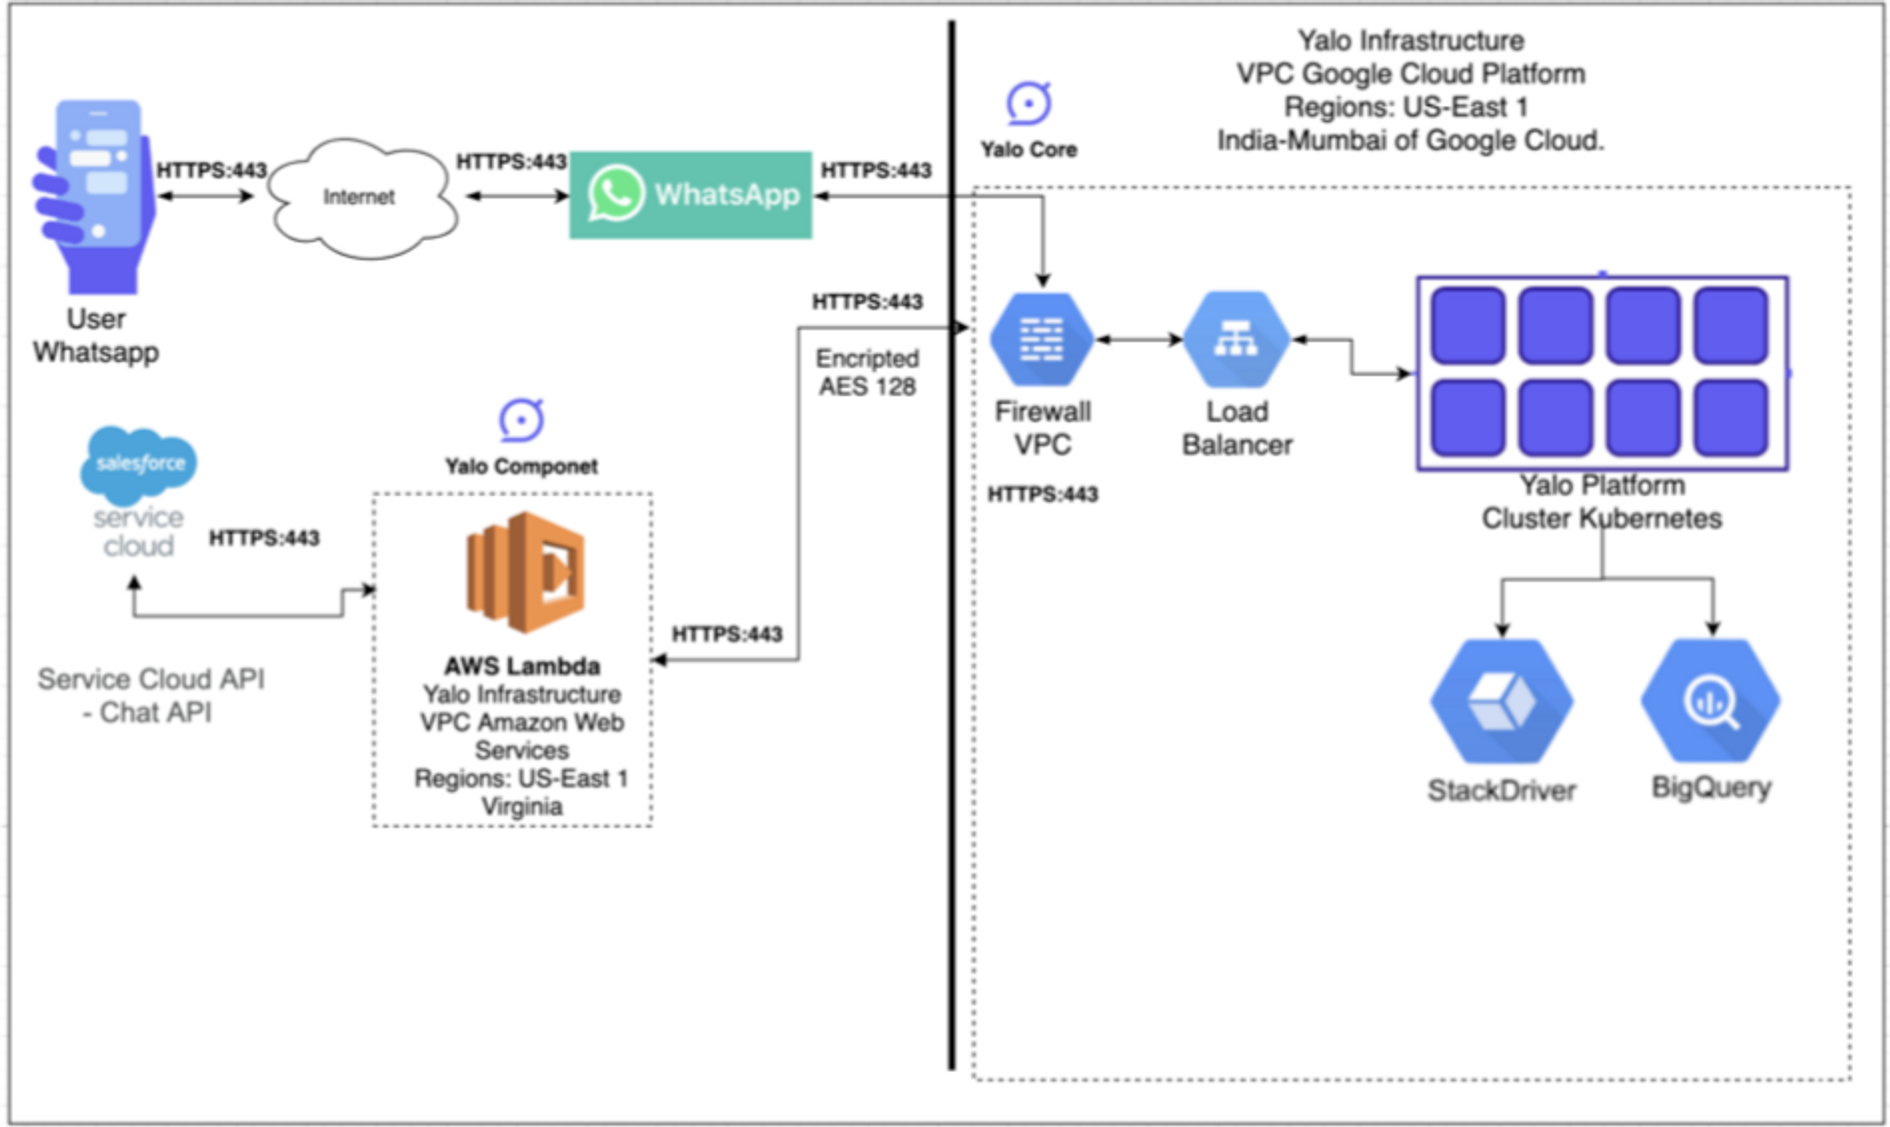 Yalo Infrastructure
VPC Google Cloud Platform
Regions: US-East 1
India-Mumbai of Google Cloud.
Yalo Core
HTTPS:443
Internet
HTTPS:443
WhatsApp
HTTPS:443
User
Whatsapp
HTTPS:443
Encripted
AES 128
Firewall
VPC
HTTPS:443
Load
Balancer
Yalo Platform
Cluster Kubernetes
StackDriver
BigQuery
salesforce
service
cloud
HTTPS:443
Service Cloud API
- Chat API
Yalo Componet
AWS Lambda
Yalo Infrastructure
VPC Amazon Web
Services
Regions: US-East 1
Virginia
HTTPS:443